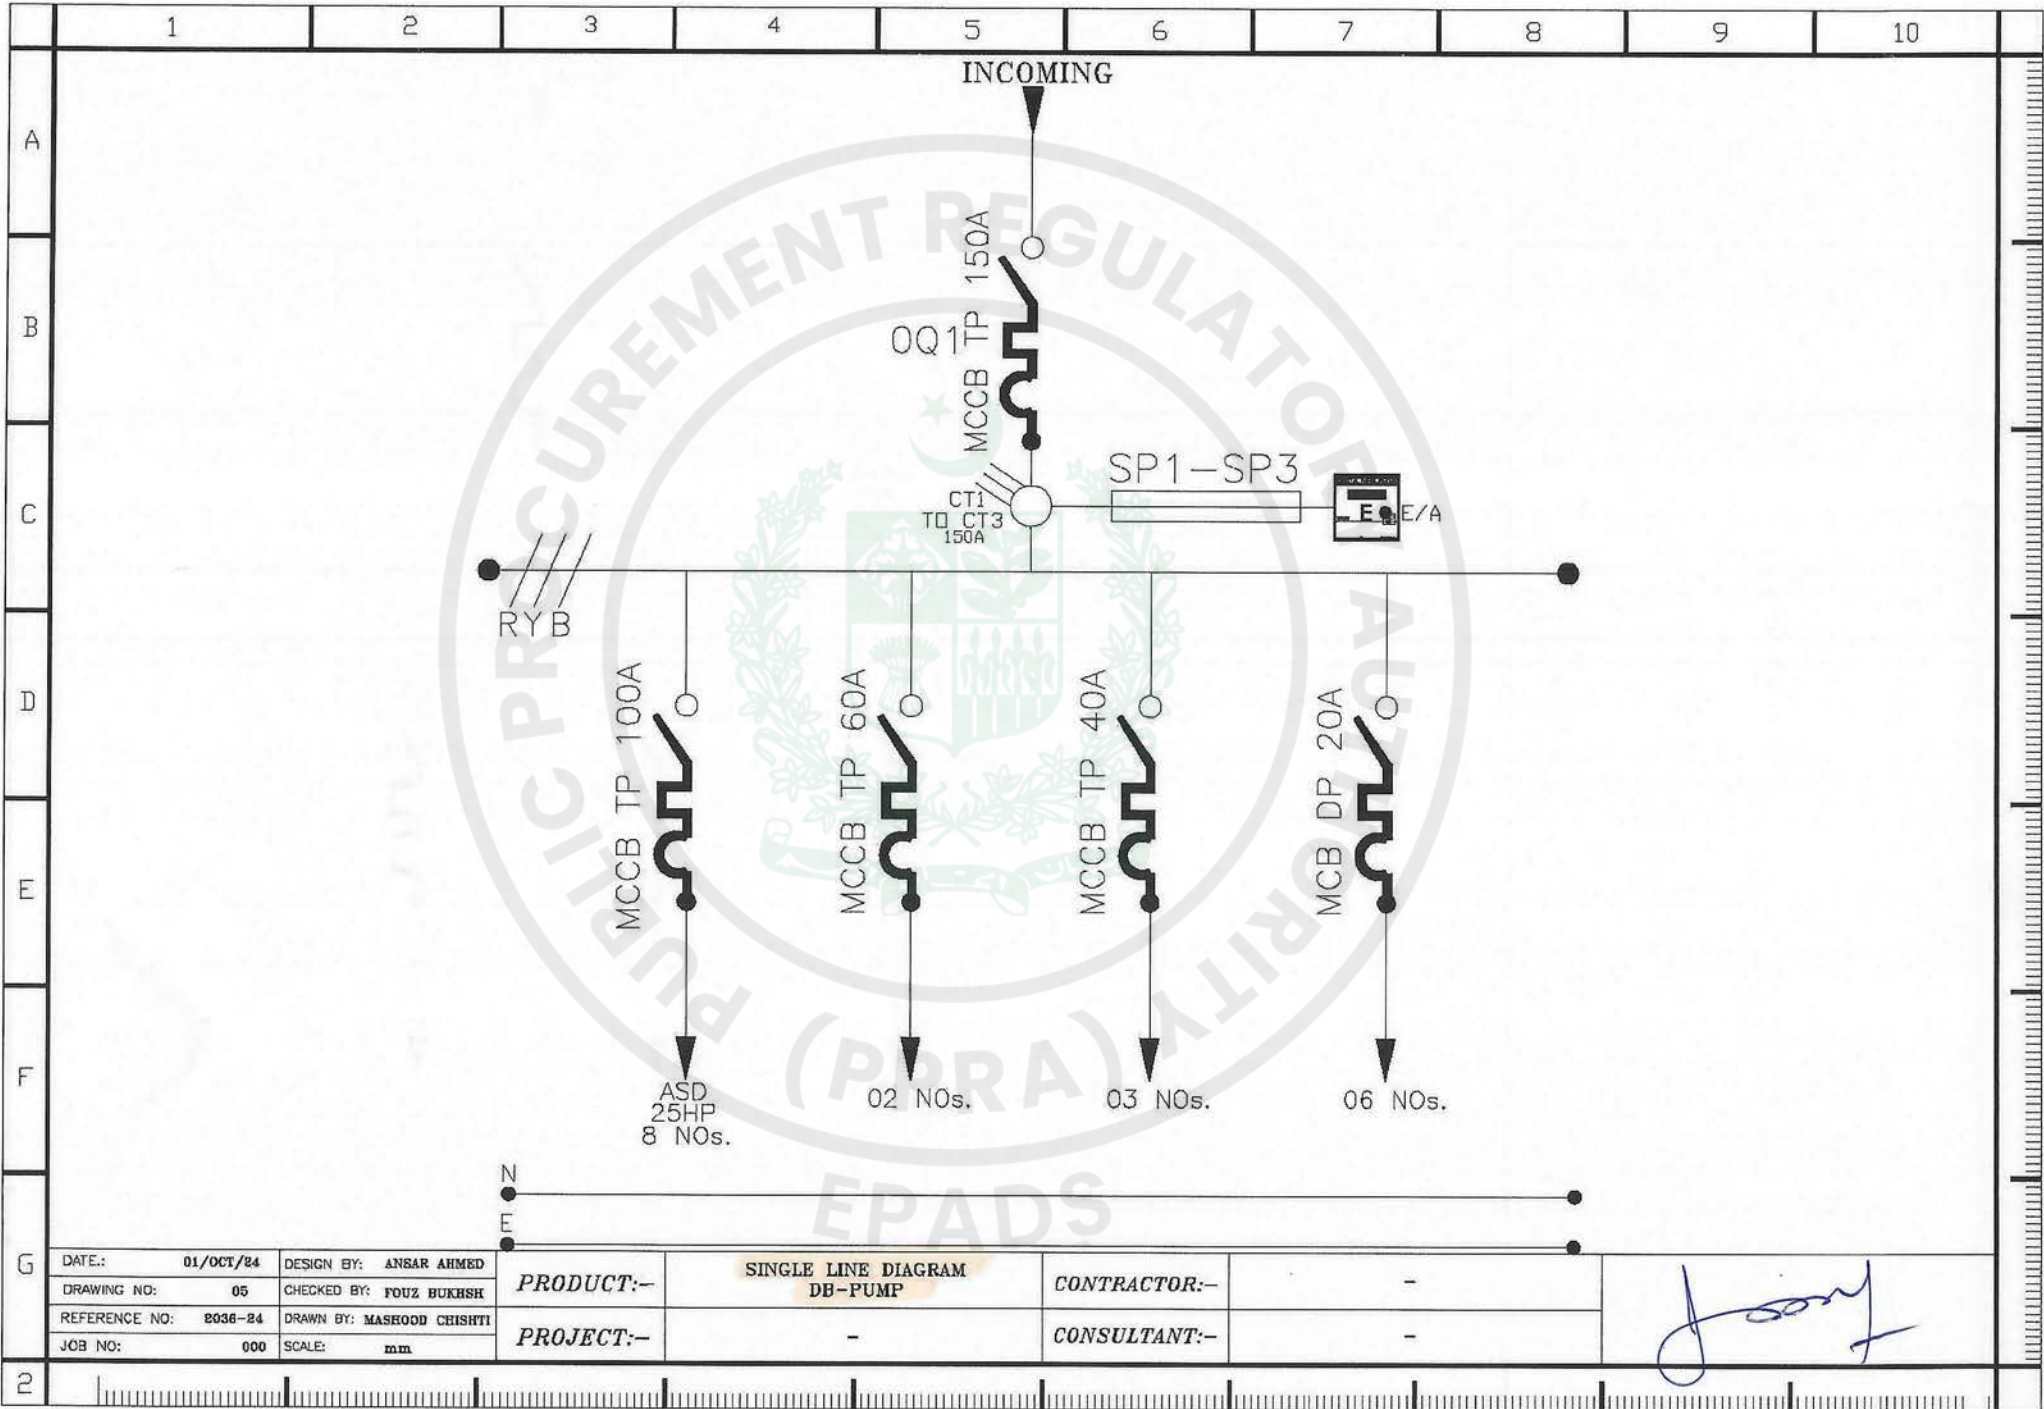 1 2 3 4 5 6 7 8 9 10
A
B
C
D
E
F
G
2
INCOMING
0Q1
MCCB TP 150A
CT1
TO CT3
150A
SP1-SP3
E
E/A
RYB
MCCB TP 100A
MCCB TP 60A
MCCB TP 40A
MCB DP 20A
ASD
25HP
8 NOs.
02 NOs.
03 NOs.
06 NOs.
N
E
PUBLIC PROCUREMENT REGULATORY AUTHORITY
(PPRA)
EPADS
DATE.: 01/OCT/24
DESIGN BY: ANSAR AHMED
DRAWING NO: 05
CHECKED BY: FOUZ BUKHSH
REFERENCE NO: 2036-24
DRAWN BY: MASHOOD CHISHTI
JOB NO: 000
SCALE: mm
PRODUCT:-
SINGLE LINE DIAGRAM
DB-PUMP
PROJECT:-
-
CONTRACTOR:-
-
CONSULTANT:-
-